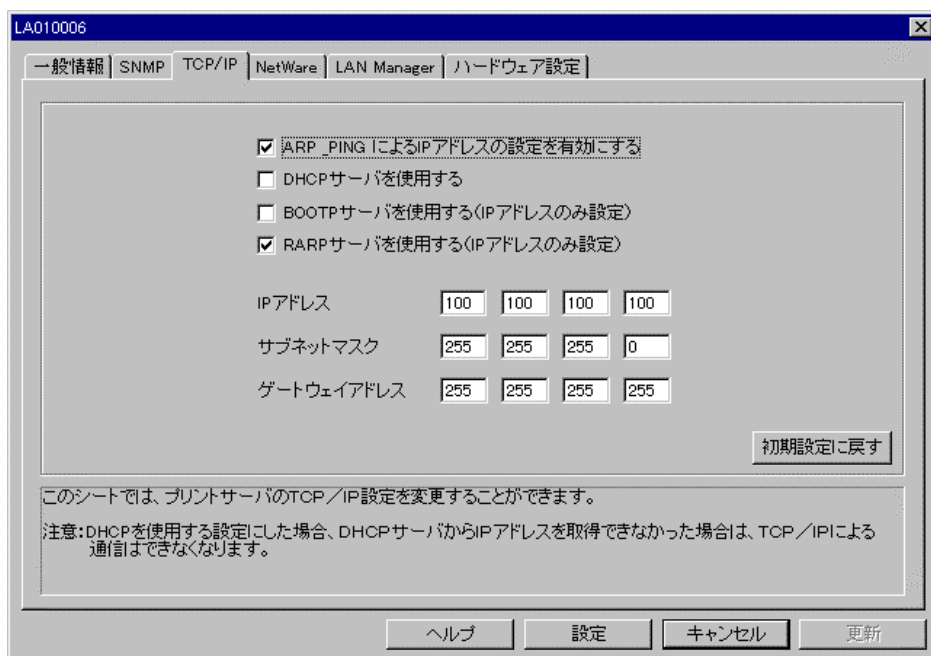 LA010006
一般情報 SNMP TCP/IP NetWare LAN Manager ハードウェア設定
ARP_PING によるIPアドレスの設定を有効にする
DHCPサーバを使用する
BOOTPサーバを使用する(IPアドレスのみ設定)
RARPサーバを使用する(IPアドレスのみ設定)
IPアドレス 100 100 100 100
サブネットマスク 255 255 255 0
ゲートウェイアドレス 255 255 255 255
初期設定に戻す
このシートでは、プリントサーバのTCP/IP設定を変更することができます。
注意:DHCPを使用する設定にした場合、DHCPサーバからIPアドレスを取得できなかった場合は、TCP/IPによる
通信はできなくなります。
ヘルプ 設定 キャンセル 更新